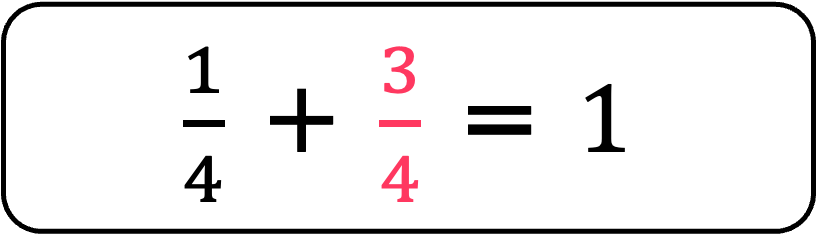 1/4 + 3/4 = 1